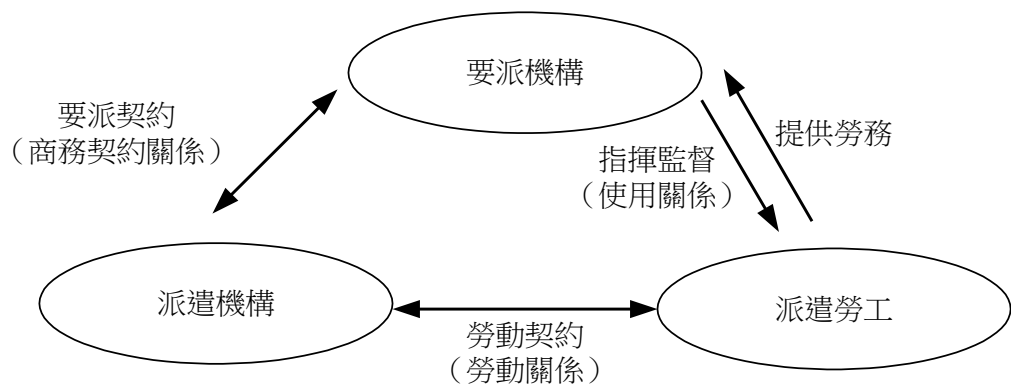 要派機構
要派契約
（商務契約關係）
提供勞務
指揮監督
（使用關係）
派遣機構
派遣勞工
勞動契約
（勞動關係）